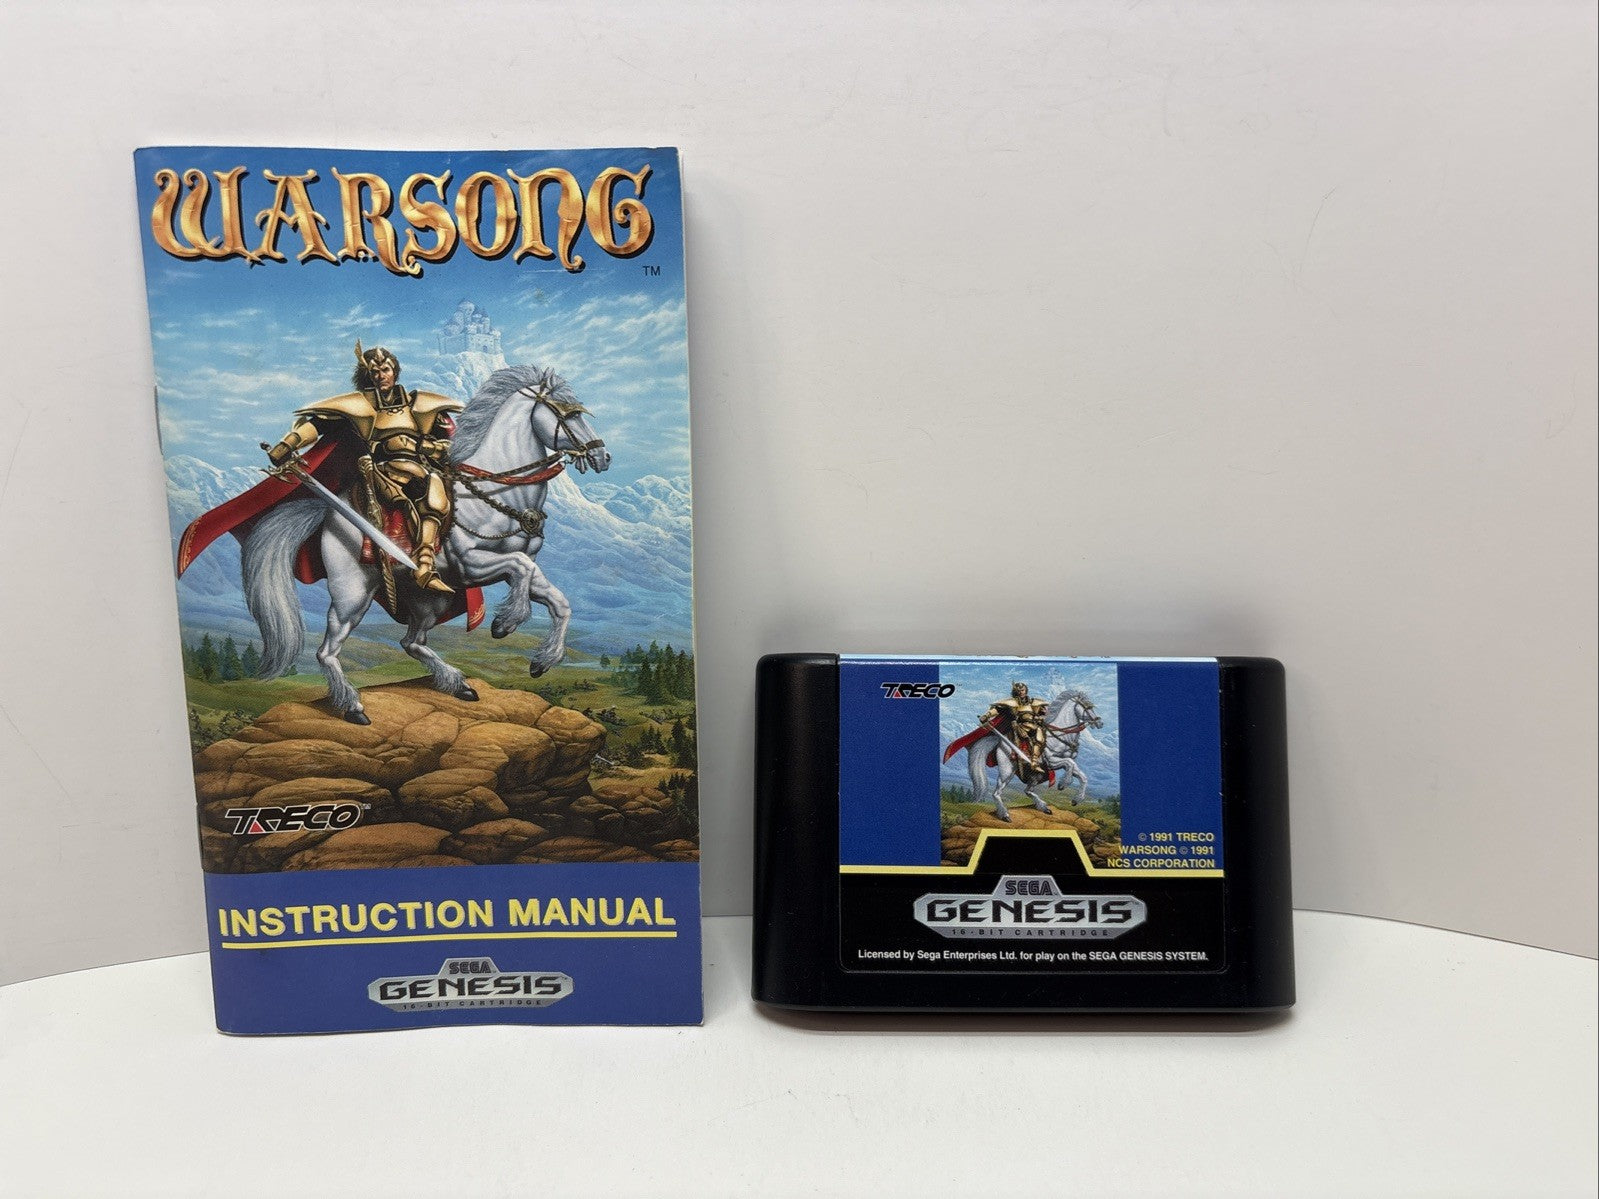 WARSONG
TM
TRECO™
INSTRUCTION MANUAL
SEGA
GENESIS
16-BIT CARTRIDGE
TRECO
© 1991 TRECO
WARSONG © 1991
NCS CORPORATION
SEGA
GENESIS
16-BIT CARTRIDGE
Licensed by Sega Enterprises Ltd. for play on the SEGA GENESIS SYSTEM.